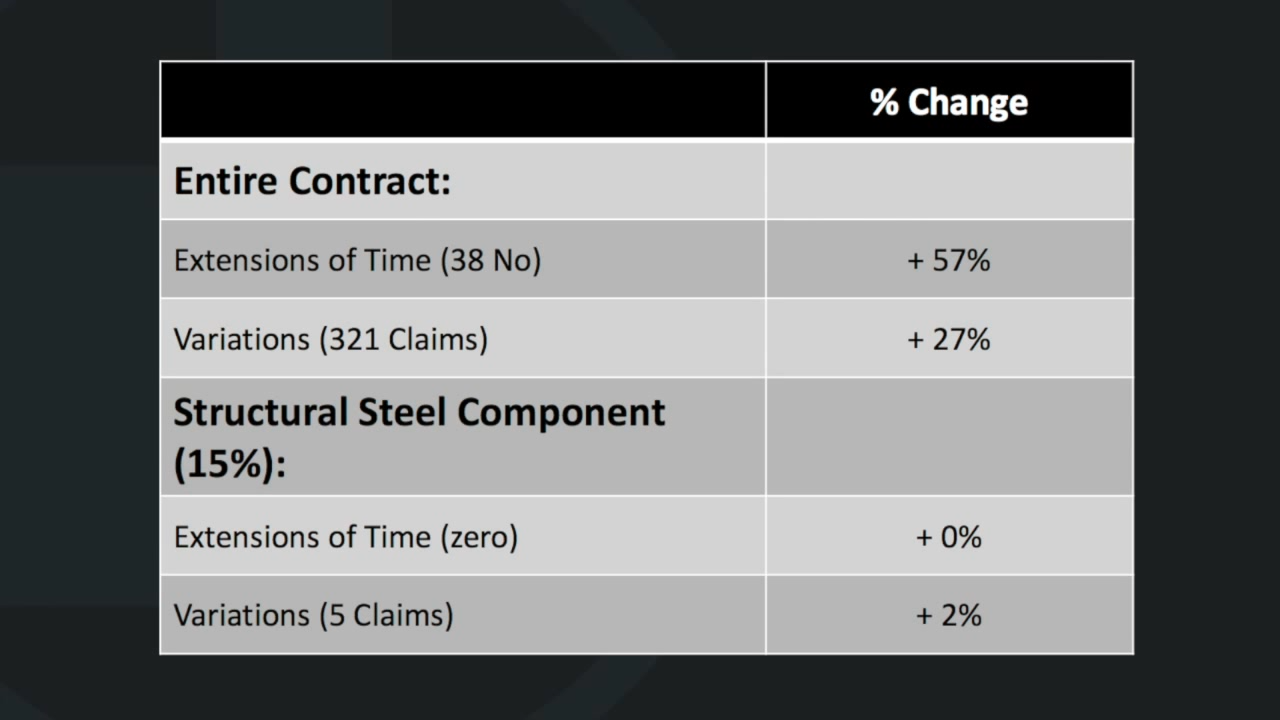 % Change
Entire Contract:
Extensions of Time (38 No)
+ 57%
Variations (321 Claims)
+ 27%
Structural Steel Component
(15%):
Extensions of Time (zero)
+ 0%
Variations (5 Claims)
+ 2%